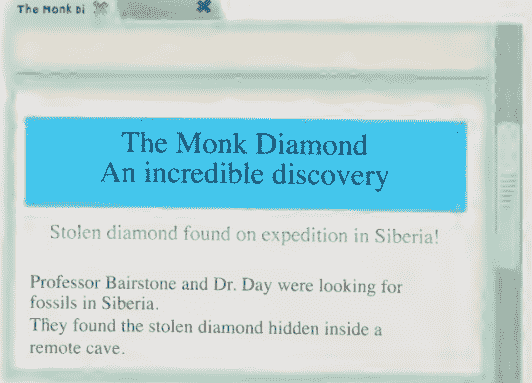 The Monk Di
The Monk Diamond
An incredible discovery
Stolen diamond found on expedition in Siberia!
Professor Bairstone and Dr. Day were looking for
fossils in Siberia.
They found the stolen diamond hidden inside a
remote cave.